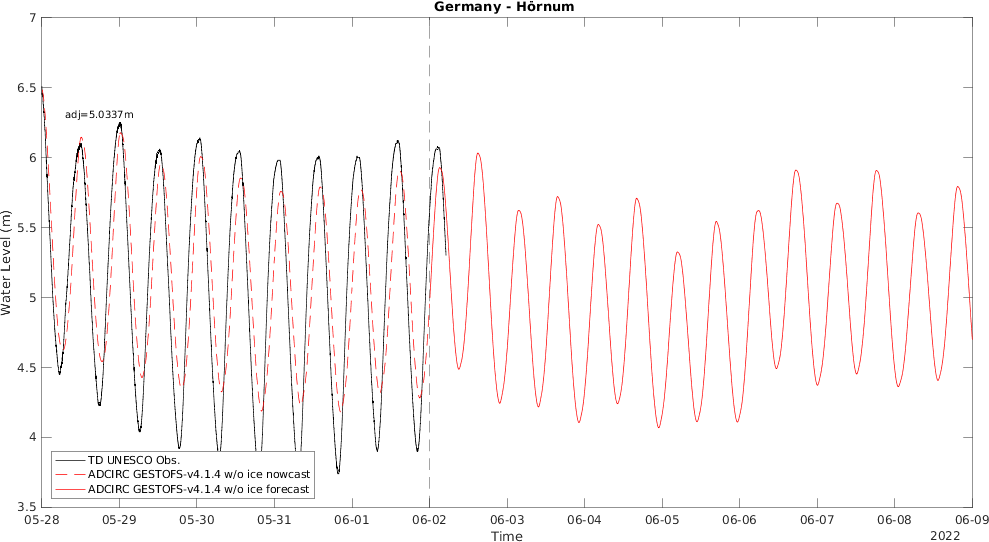 Germany - Hörnum
7
6.5
adj=5.0337m
6
5.5
Water Level (m)
5
4.5
4
TD UNESCO Obs.
ADCIRC GESTOFS-v4.1.4 w/o ice nowcast
ADCIRC GESTOFS-v4.1.4 w/o ice forecast
3.5
05-28 05-29 05-30 05-31 06-01 06-02 06-03 06-04 06-05 06-06 06-07 06-08 06-09
Time
2022